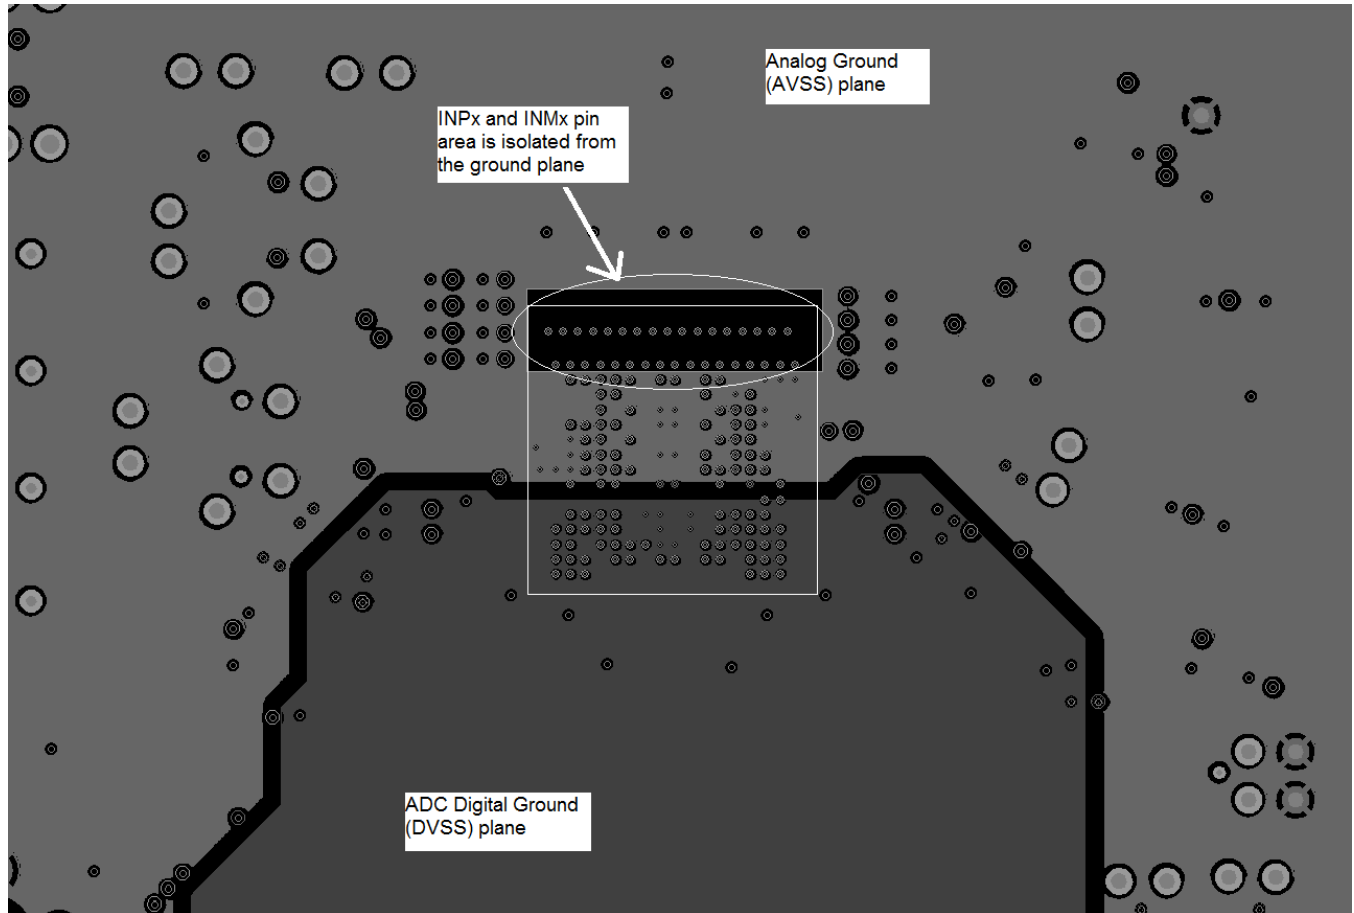 Analog Ground
(AVSS) plane
INPx and INMx pin
area is isolated from
the ground plane
ADC Digital Ground
(DVSS) plane